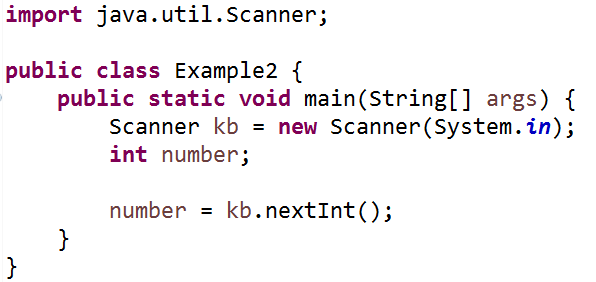 import java.util.Scanner;
public class Example2 {
    public static void main(String[] args) {
        Scanner kb = new Scanner(System.in);
        int number;
        number = kb.nextInt();
    }
}